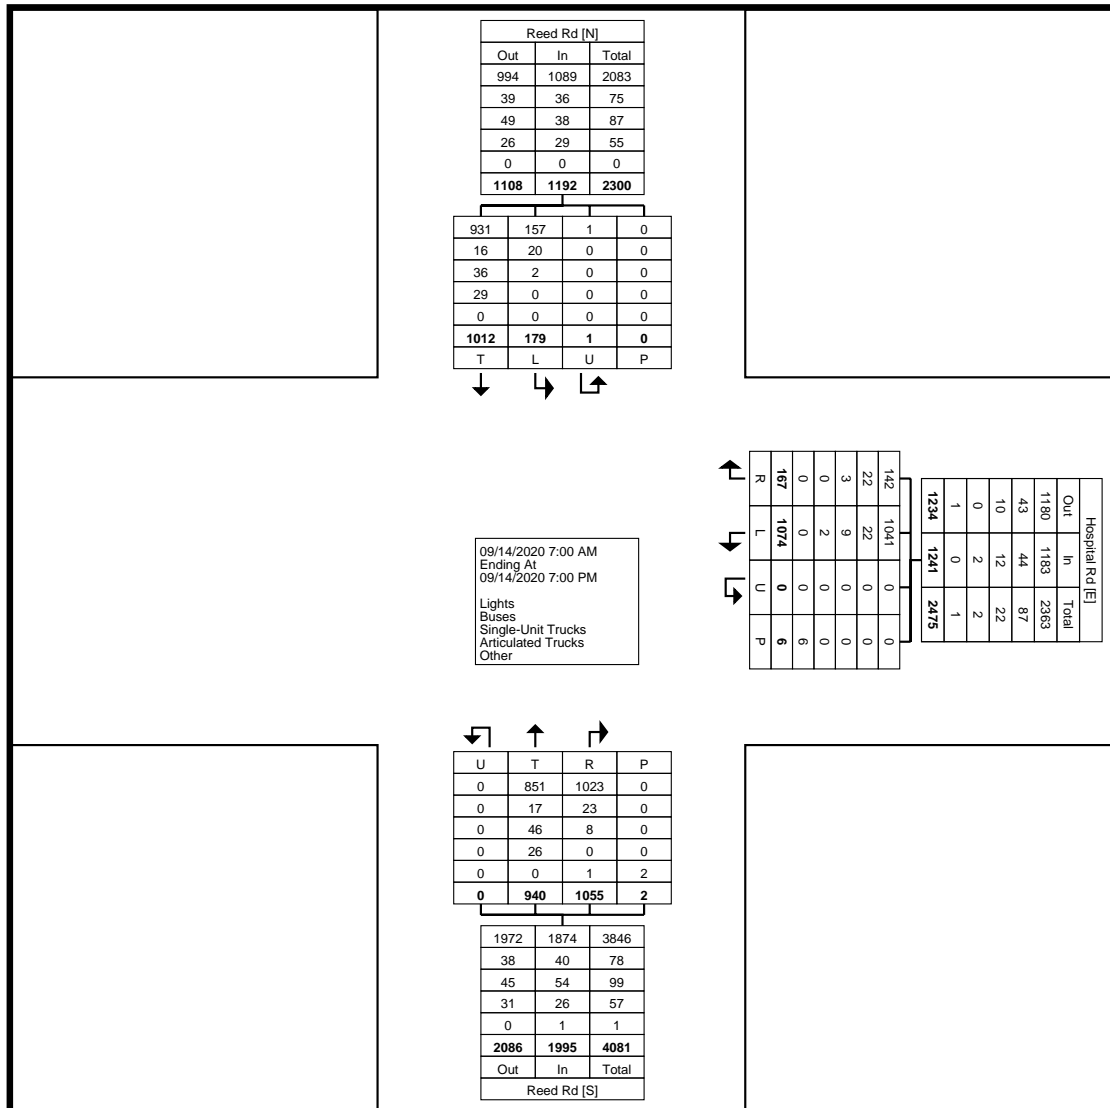 Reed Rd [N]
Out In Total
994 1089 2083
39 36 75
49 38 87
26 29 55
0 0 0
1108 1192 2300
931 157 1 0
16 20 0 0
36 2 0 0
29 0 0 0
0 0 0 0
1012 179 1 0
T L U P
Hospital Rd [E]
Out In Total
1180 1183 2363
43 44 87
10 12 22
0 2 2
1 0 1
1234 1241 2475
142 1041 0 0
22 22 0 0
3 9 0 0
0 2 0 0
0 0 0 6
167 1074 0 6
R L U P
09/14/2020 7:00 AM
Ending At
09/14/2020 7:00 PM
Lights
Buses
Single-Unit Trucks
Articulated Trucks
Other
U T R P
0 851 1023 0
0 17 23 0
0 46 8 0
0 26 0 0
0 0 1 2
0 940 1055 2
1972 1874 3846
38 40 78
45 54 99
31 26 57
0 1 1
2086 1995 4081
Out In Total
Reed Rd [S]